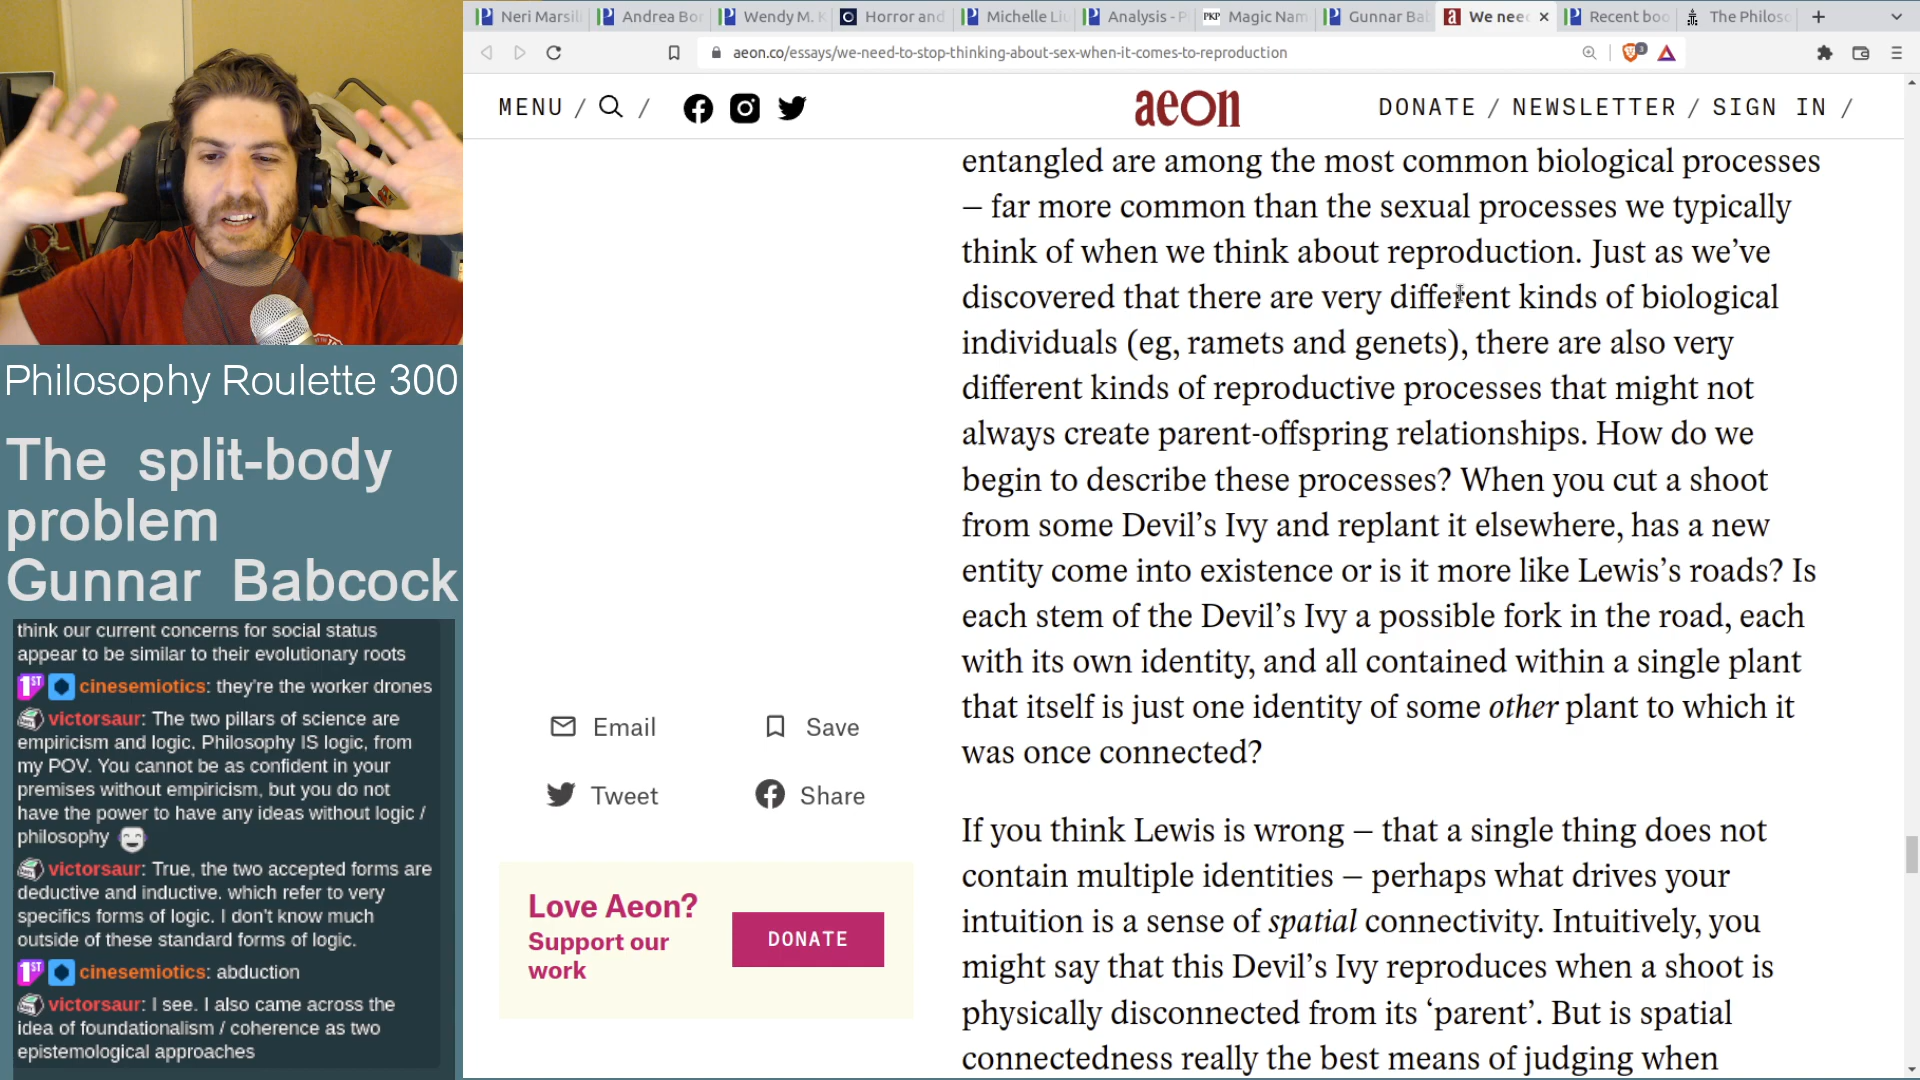 Neri Marsil
Andrea Bor
Wendy M. K
Horror and
Michelle Liu
Analysis - P
PKP Magic Nam
Gunnar Bab
a We need
Recent boo
The Philoso
aeon.co/essays/we-need-to-stop-thinking-about-sex-when-it-comes-to-reproduction
3
MENU / /
aeon
DONATE / NEWSLETTER / SIGN IN /
entangled are among the most common biological processes
– far more common than the sexual processes we typically
think of when we think about reproduction. Just as we’ve
discovered that there are very different kinds of biological
individuals (eg, ramets and genets), there are also very
different kinds of reproductive processes that might not
always create parent-offspring relationships. How do we
begin to describe these processes? When you cut a shoot
from some Devil’s Ivy and replant it elsewhere, has a new
entity come into existence or is it more like Lewis’s roads? Is
each stem of the Devil’s Ivy a possible fork in the road, each
with its own identity, and all contained within a single plant
that itself is just one identity of some other plant to which it
was once connected?
If you think Lewis is wrong – that a single thing does not
contain multiple identities – perhaps what drives your
intuition is a sense of spatial connectivity. Intuitively, you
might say that this Devil’s Ivy reproduces when a shoot is
physically disconnected from its ‘parent’. But is spatial
connectedness really the best means of judging when
Email
Save
Tweet
Share
Love Aeon?
Support our
work
DONATE
Philosophy Roulette 300
The split-body
problem
Gunnar Babcock
think our current concerns for social status
appear to be similar to their evolutionary roots
1ST cinesemiotics: they're the worker drones
victorsaur: The two pillars of science are
empiricism and logic. Philosophy IS logic, from
my POV. You cannot be as confident in your
premises without empiricism, but you do not
have the power to have any ideas without logic /
philosophy
victorsaur: True, the two accepted forms are
deductive and inductive. which refer to very
specifics forms of logic. I don't know much
outside of these standard forms of logic.
1ST cinesemiotics: abduction
victorsaur: I see. I also came across the
idea of foundationalism / coherence as two
epistemological approaches